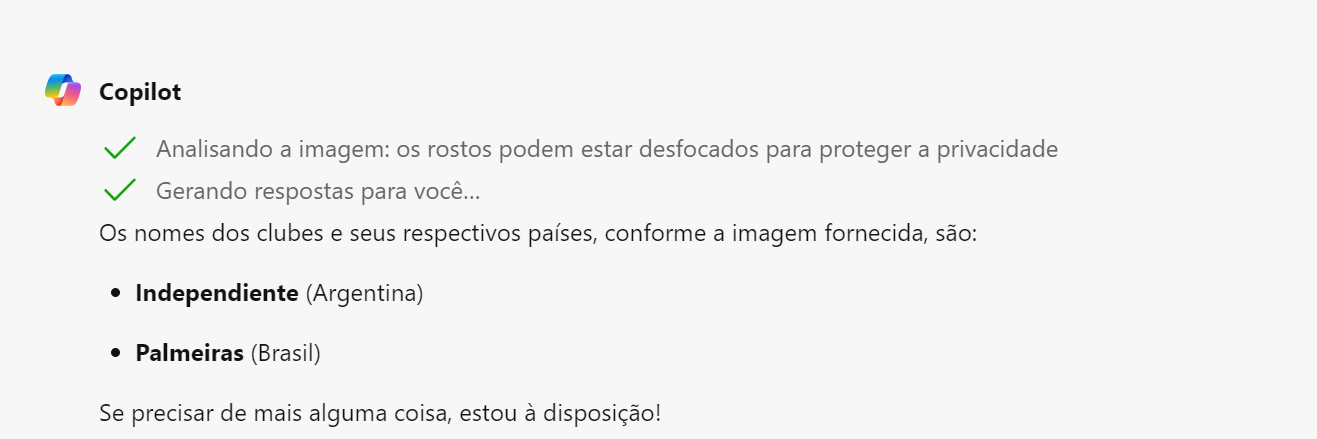 Copilot
Analisando a imagem: os rostos podem estar desfocados para proteger a privacidade
Gerando respostas para você...
Os nomes dos clubes e seus respectivos países, conforme a imagem fornecida, são:
• Independiente (Argentina)
• Palmeiras (Brasil)
Se precisar de mais alguma coisa, estou à disposição!